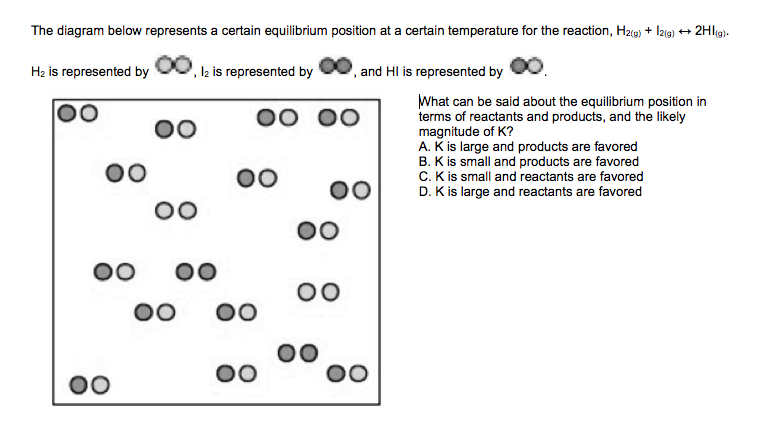 The diagram below represents a certain equilibrium position at a certain temperature for the reaction, H2(g) + I2(g) ↔ 2HI(g).
H2 is represented by , I2 is represented by , and HI is represented by .
What can be said about the equilibrium position in
terms of reactants and products, and the likely
magnitude of K?
A. K is large and products are favored
B. K is small and products are favored
C. K is small and reactants are favored
D. K is large and reactants are favored